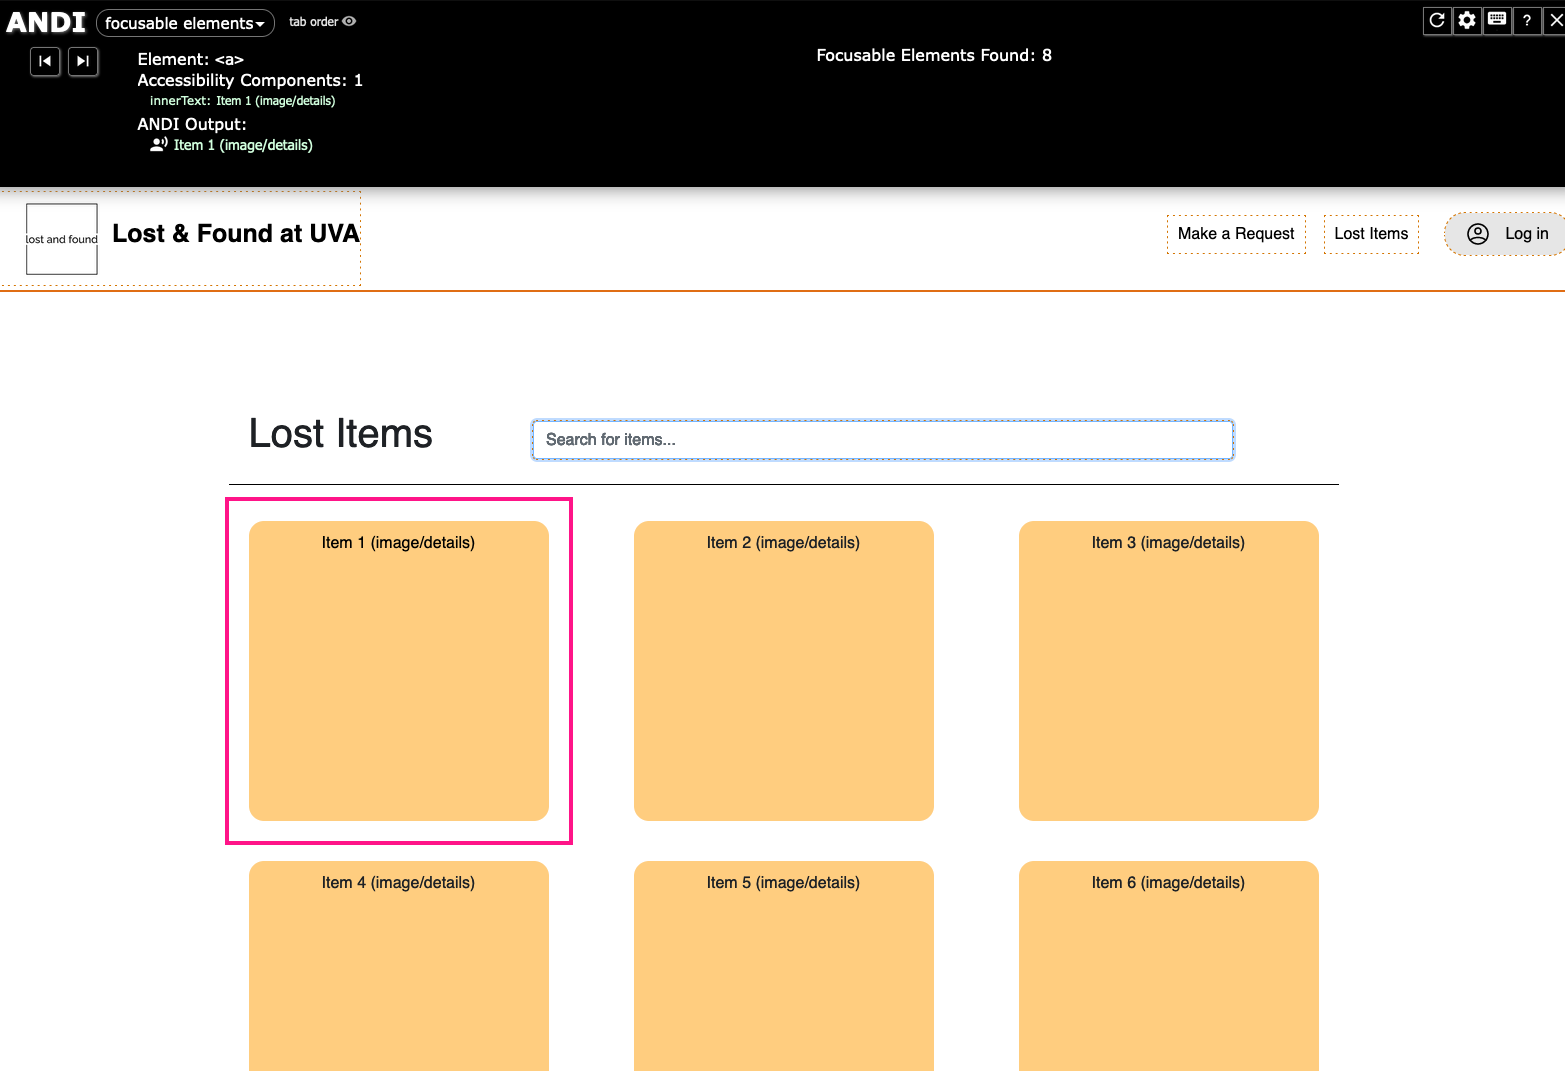 ANDI focusable elements tab order
?
Element: <a>
Focusable Elements Found: 8
Accessibility Components: 1
innerText: Item 1 (image/details)
ANDI Output:
Item 1 (image/details)
lost and found
Lost & Found at UVA
Make a Request
Lost Items
Log in
Lost Items
Search for items...
Item 1 (image/details)
Item 2 (image/details)
Item 3 (image/details)
Item 4 (image/details)
Item 5 (image/details)
Item 6 (image/details)